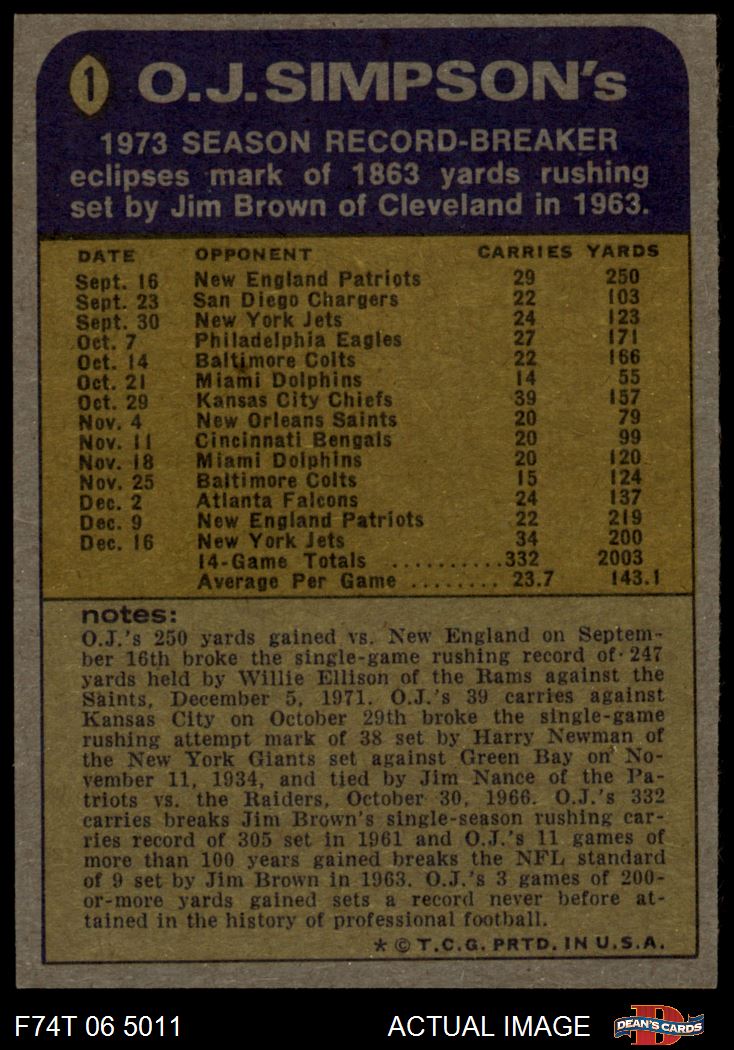 1 O.J.SIMPSON's
1973 SEASON RECORD-BREAKER
eclipses mark of 1863 yards rushing
set by Jim Brown of Cleveland in 1963.
DATE OPPONENT CARRIES YARDS
Sept. 16 New England Patriots 29 250
Sept. 23 San Diego Chargers 22 103
Sept. 30 New York Jets 24 123
Oct. 7 Philadelphia Eagles 27 171
Oct. 14 Baltimore Colts 22 166
Oct. 21 Miami Dolphins 14 55
Oct. 29 Kansas City Chiefs 39 157
Nov. 4 New Orleans Saints 20 79
Nov. 11 Cincinnati Bengals 20 99
Nov. 18 Miami Dolphins 20 120
Nov. 25 Baltimore Colts 15 124
Dec. 2 Atlanta Falcons 24 137
Dec. 9 New England Patriots 22 219
Dec. 16 New York Jets 34 200
14-Game Totals ...........332 2003
Average Per Game ........ 23.7 143.1
notes:
O.J.'s 250 yards gained vs. New England on Septem-
ber 16th broke the single-game rushing record of 247
yards held by Willie Ellison of the Rams against the
Saints, December 5, 1971. O.J.'s 39 carries against
Kansas City on October 29th broke the single-game
rushing attempt mark of 38 set by Harry Newman of
the New York Giants set against Green Bay on No-
vember 11, 1934, and tied by Jim Nance of the Pa-
triots vs. the Raiders, October 30, 1966. O.J.'s 332
carries breaks Jim Brown's single-season rushing car-
ries record of 305 set in 1961 and O.J.'s 11 games of
more than 100 years gained breaks the NFL standard
of 9 set by Jim Brown in 1963. O.J.'s 3 games of 200-
or-more yards gained sets a record never before at-
tained in the history of professional football.
* © T.C.G. PRTD. IN U.S.A.
F74T 06 5011 ACTUAL IMAGE D DEAN'S CARDS